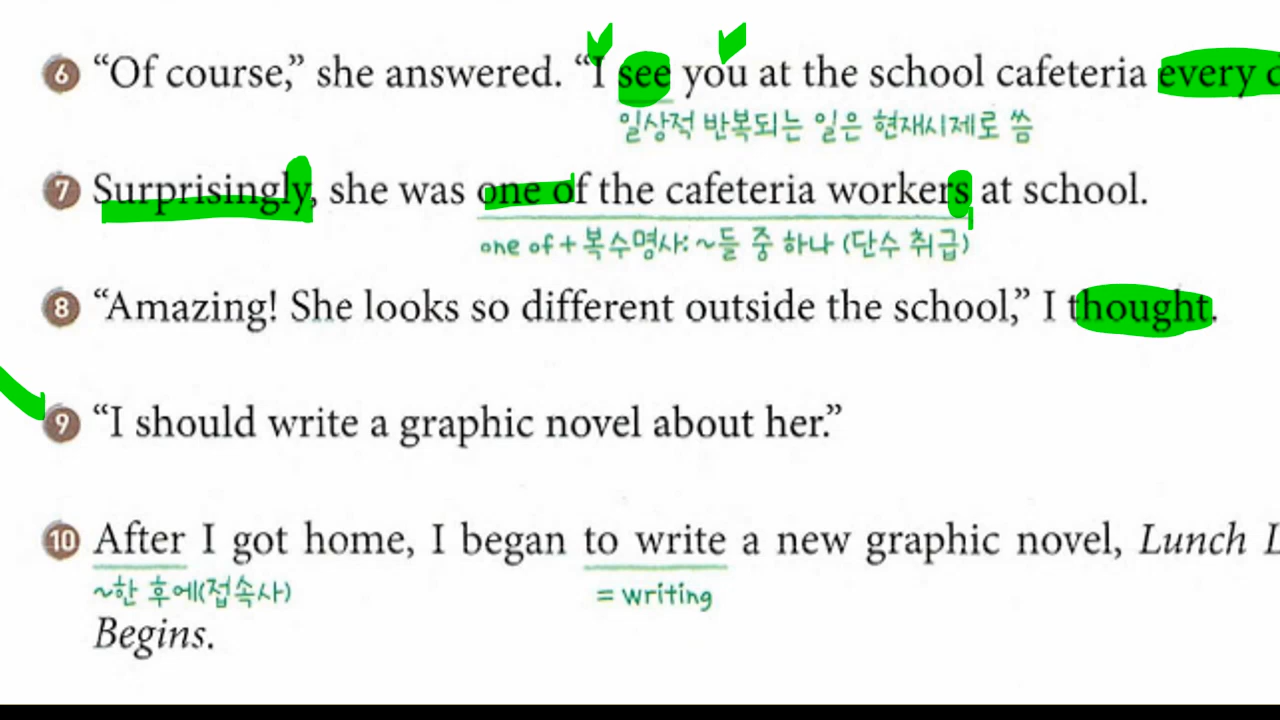 6 “Of course,” she answered. “I see you at the school cafeteria every
일상적 반복되는 일은 현재시제로 씀
7 Surprisingly, she was one of the cafeteria workers at school.
one of + 복수명사: ~들 중 하나 (단수 취급)
8 “Amazing! She looks so different outside the school,” I thought.
9 “I should write a graphic novel about her.”
10 After I got home, I began to write a new graphic novel, Lunch
~한 후에(접속사) = writing
Begins.